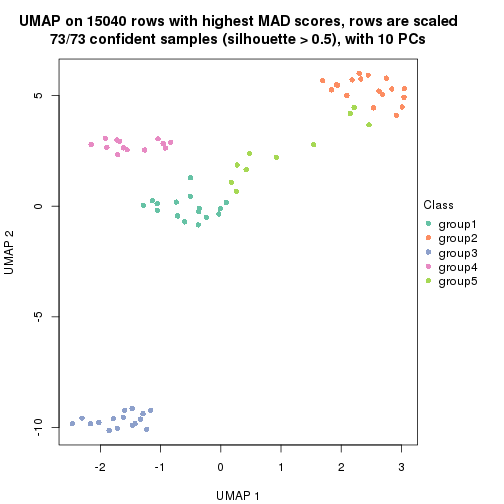 UMAP on 15040 rows with highest MAD scores, rows are scaled
73/73 confident samples (silhouette > 0.5), with 10 PCs
5
0
-5
-10
UMAP 2
-2 -1 0 1 2 3
UMAP 1
Class
group1
group2
group3
group4
group5